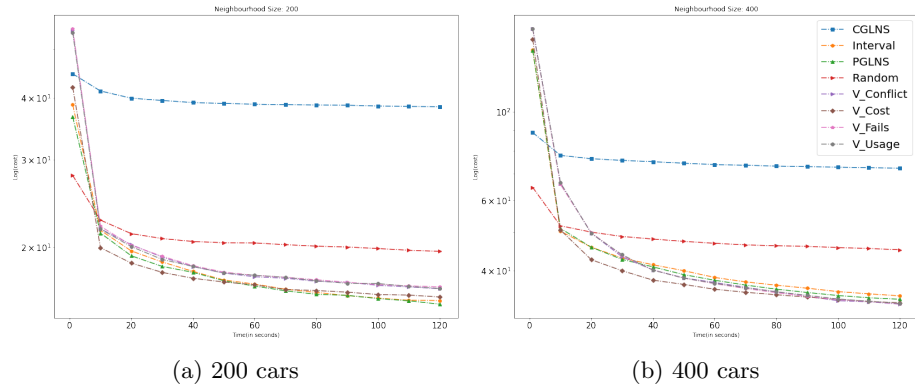 Neighbourhood Size: 200
Log(cost)
4 × 10¹
3 × 10¹
2 × 10¹
0 20 40 60 80 100 120
Time(in seconds)
(a) 200 cars
Neighbourhood Size: 400
Log(cost)
10²
6 × 10¹
4 × 10¹
0 20 40 60 80 100 120
Time(in seconds)
CGLNS
Interval
PGLNS
Random
V_Conflict
V_Cost
V_Fails
V_Usage
(b) 400 cars